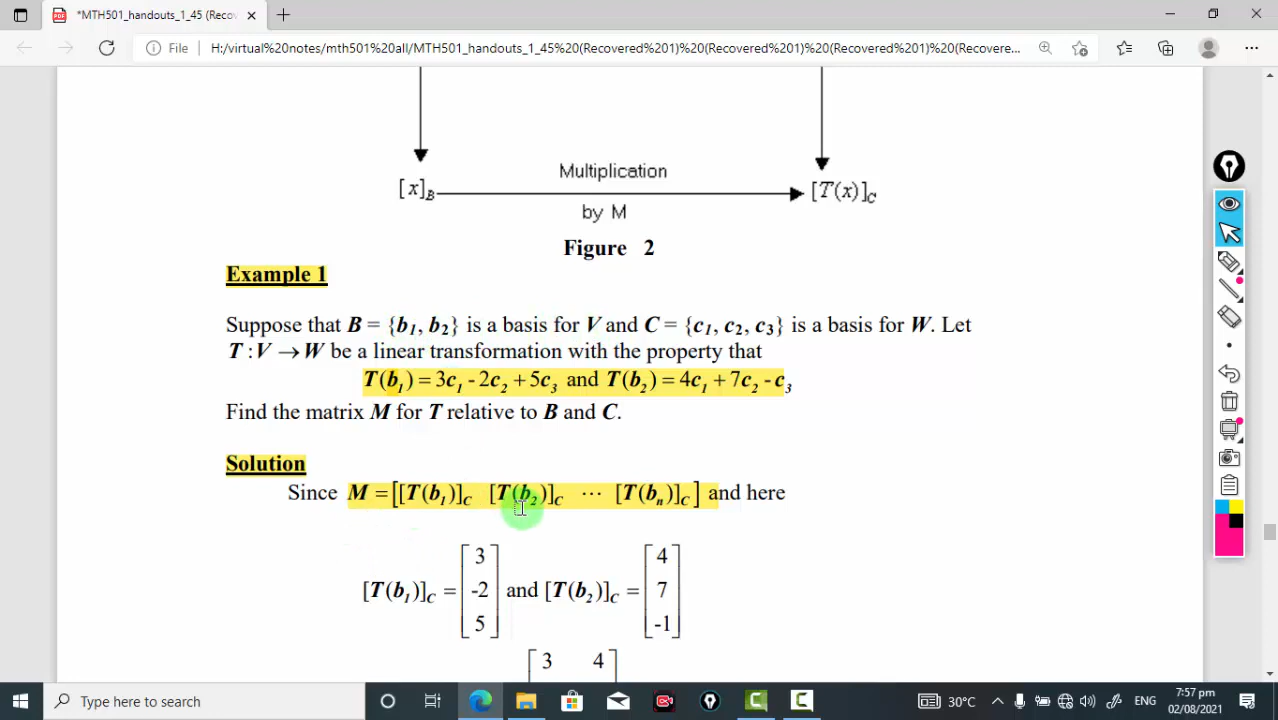 *MTH501_handouts_1_45 (Reco
File H:/virtual%20notes/mth501%20all/MTH501_handouts_1_45%20(Recovered%201)%20(Recovered%201)%20(Recovered%201)%20(Recovere...
Multiplication
[x]B [T(x)]C
by M
Figure 2
Example 1
Suppose that B = {b1, b2} is a basis for V and C = {c1, c2, c3} is a basis for W. Let
T : V → W be a linear transformation with the property that
T(b1) = 3c1 - 2c2 + 5c3 and T(b2) = 4c1 + 7c2 - c3
Find the matrix M for T relative to B and C.
Solution
Since M = [[T(b1)]C [T(b2)]C ⋯ [T(bn)]C] and here
3 4
[T(b1)]C = -2 and [T(b2)]C = 7
5 -1
3 4
Type here to search
30°C
ENG
7:57 pm
02/08/2021